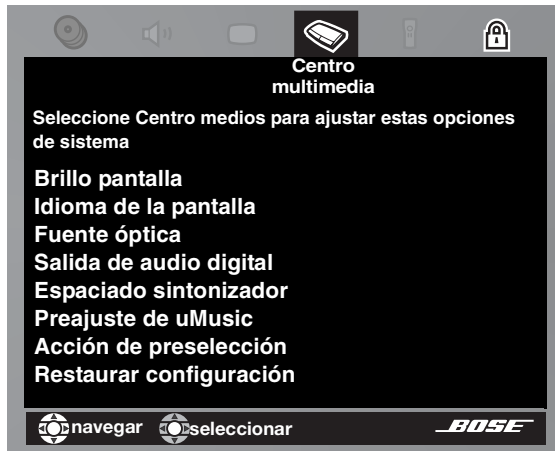 Centro
multimedia
Seleccione Centro medios para ajustar estas opciones
de sistema
Brillo pantalla
Idioma de la pantalla
Fuente óptica
Salida de audio digital
Espaciado sintonizador
Preajuste de uMusic
Acción de preselección
Restaurar configuración
navegar seleccionar BOSE